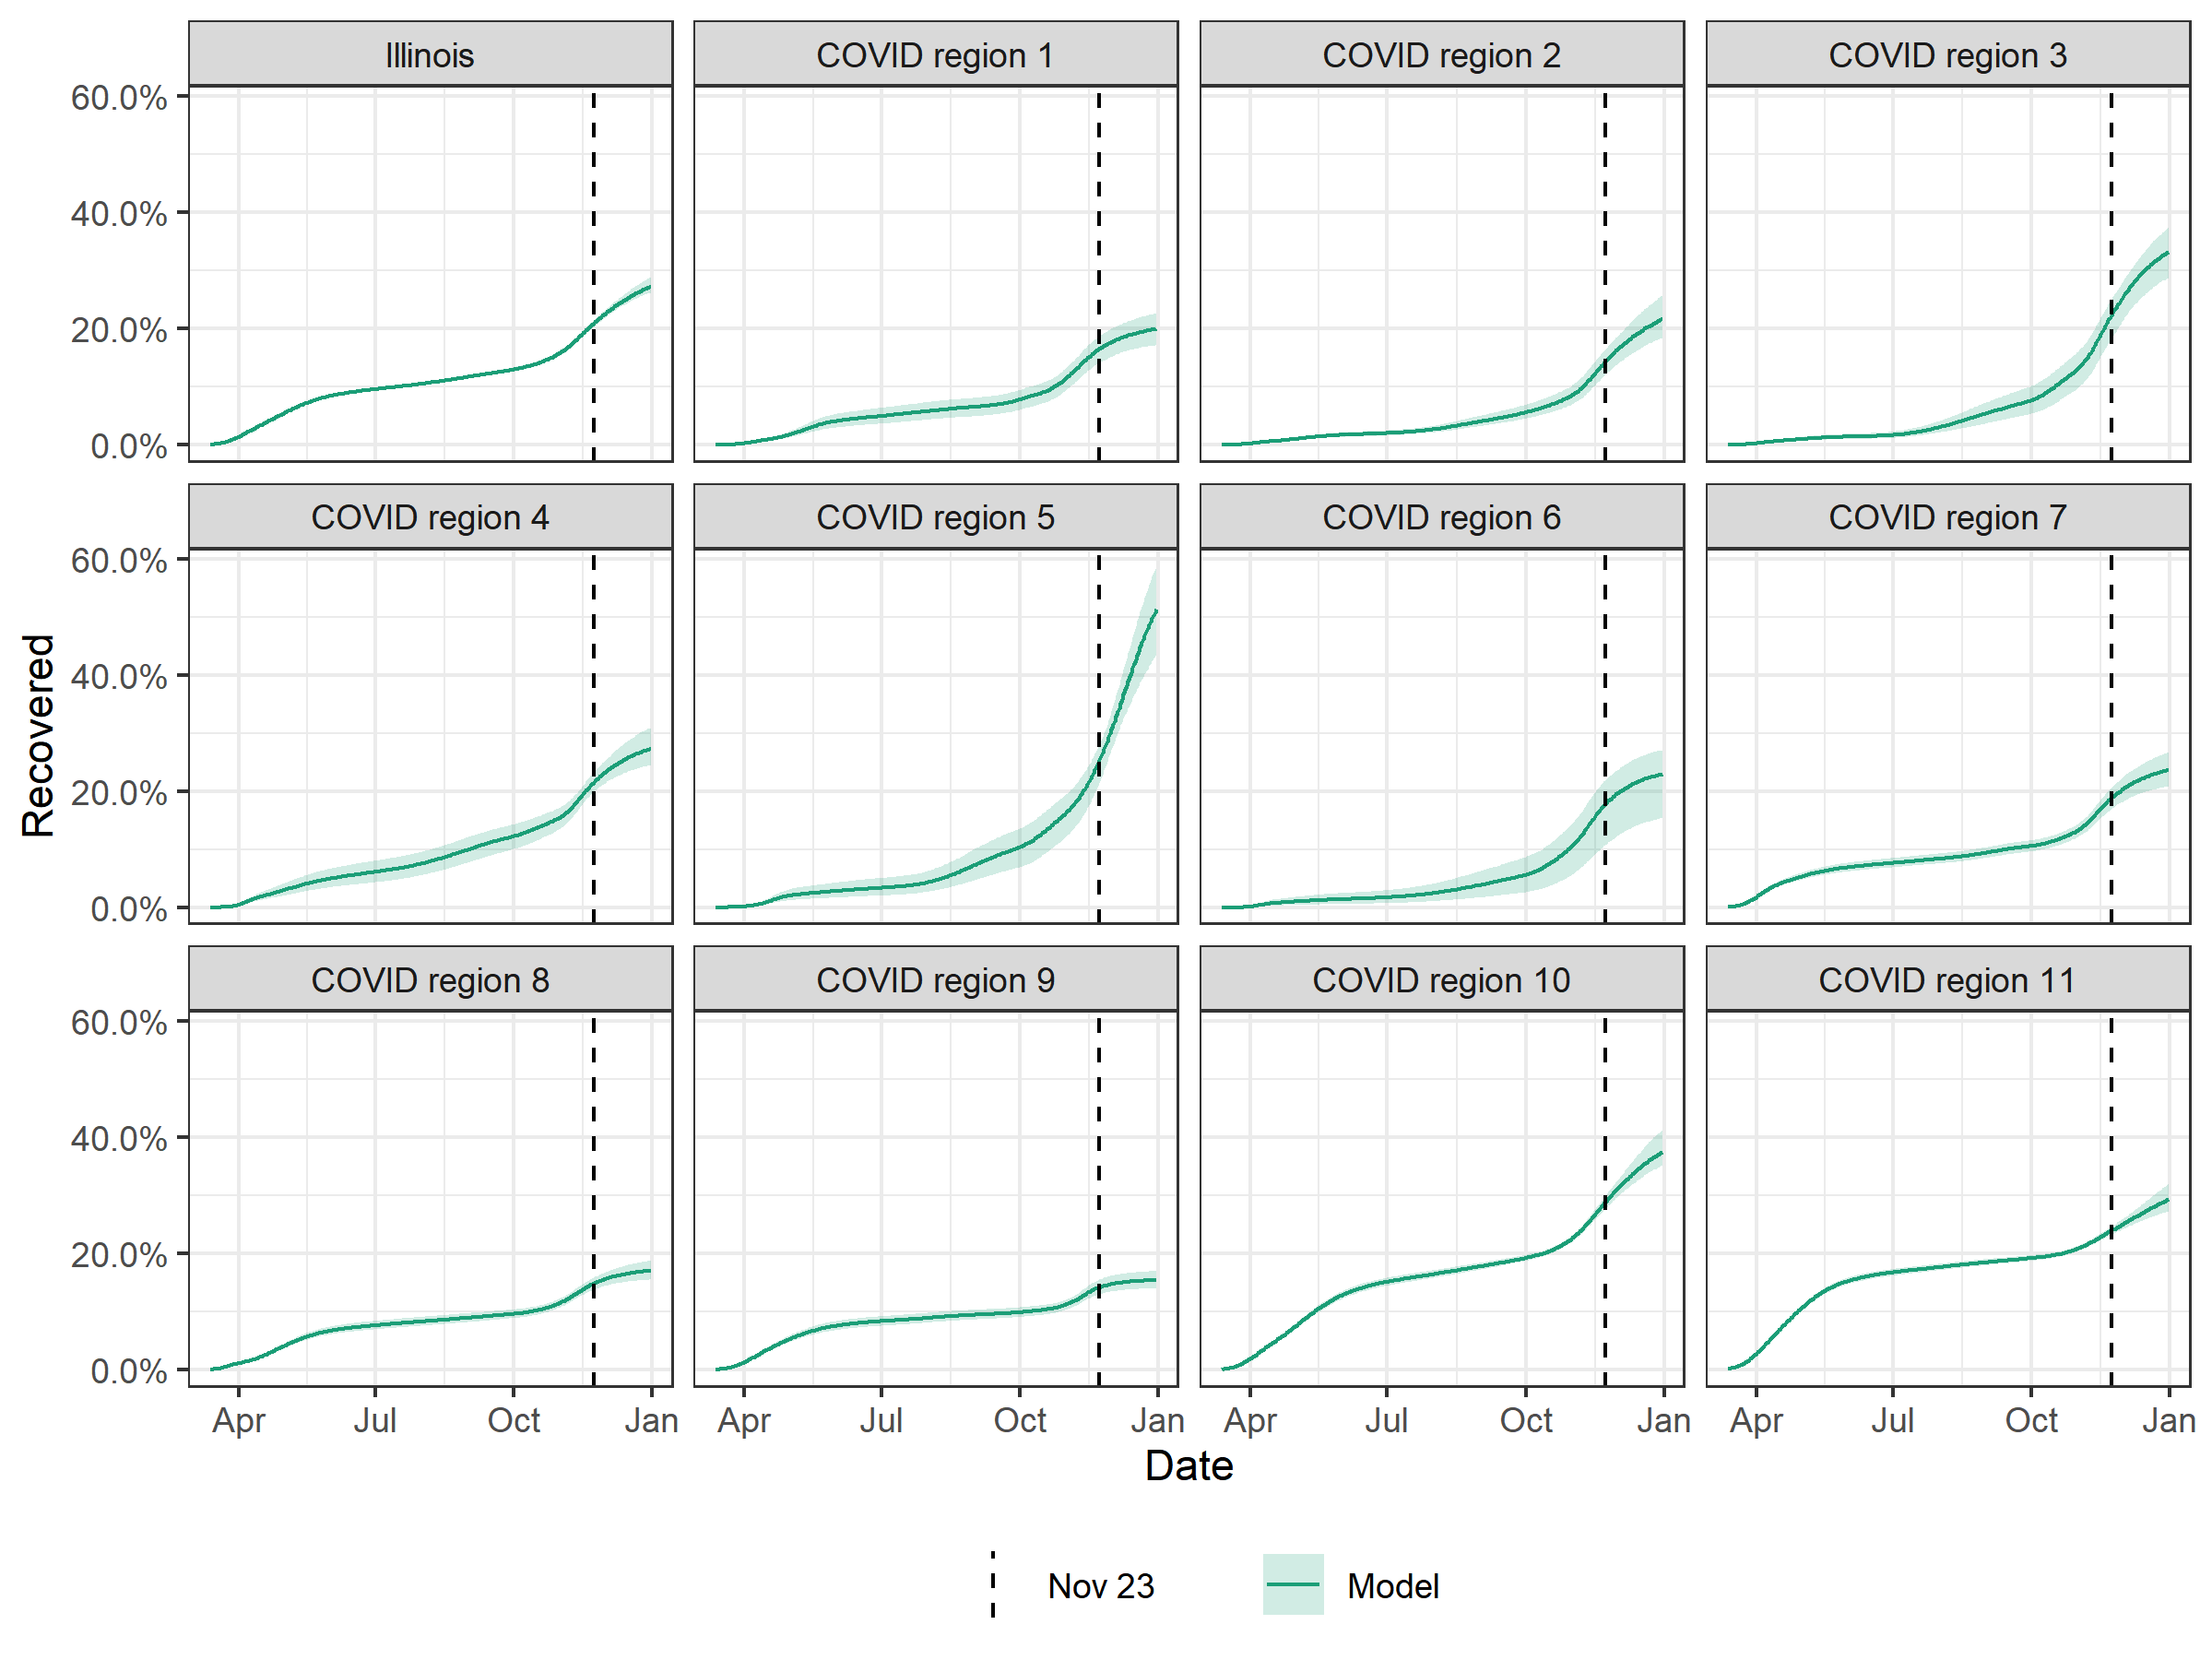 Illinois
COVID region 1
COVID region 2
COVID region 3
60.0%
40.0%
20.0%
0.0%
COVID region 4
COVID region 5
COVID region 6
COVID region 7
60.0%
40.0%
20.0%
0.0%
Recovered
COVID region 8
COVID region 9
COVID region 10
COVID region 11
60.0%
40.0%
20.0%
0.0%
Apr Jul Oct Jan
Apr Jul Oct Jan
Apr Jul Oct Jan
Apr Jul Oct Jan
Date
Nov 23
Model